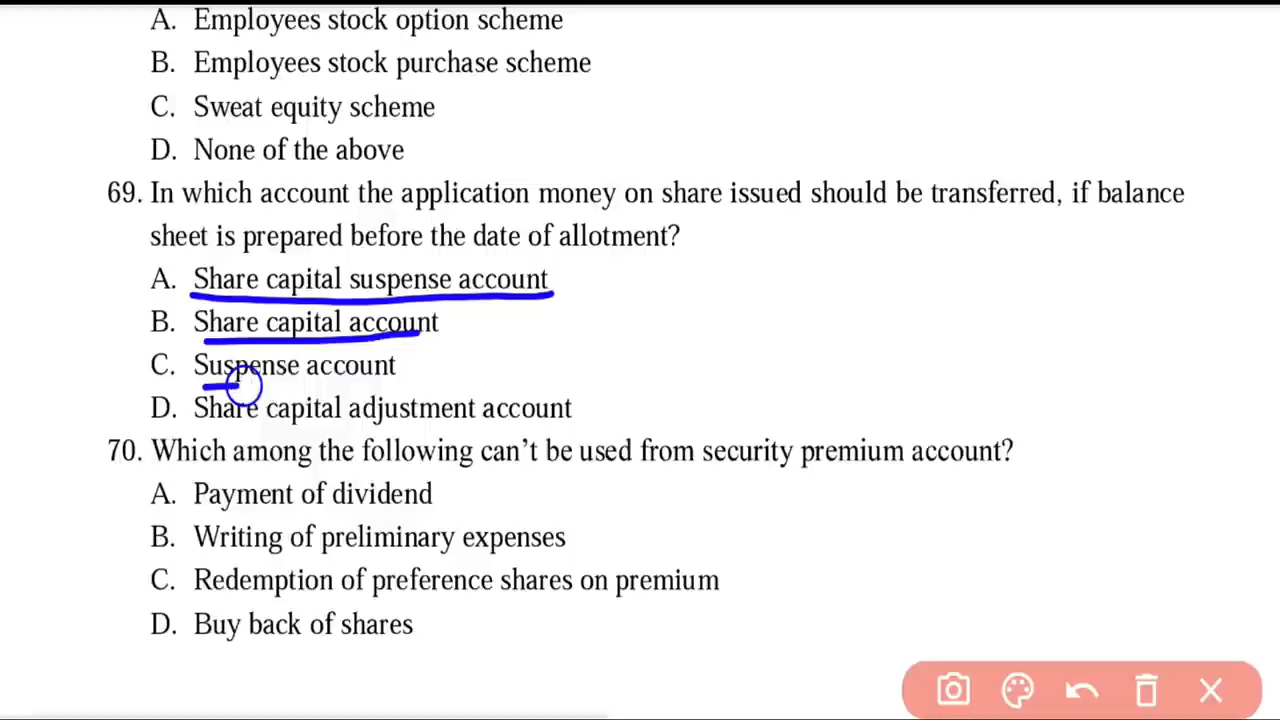 A. Employees stock option scheme
B. Employees stock purchase scheme
C. Sweat equity scheme
D. None of the above
69. In which account the application money on share issued should be transferred, if balance
sheet is prepared before the date of allotment?
A. Share capital suspense account
B. Share capital account
C. Suspense account
D. Share capital adjustment account
70. Which among the following can’t be used from security premium account?
A. Payment of dividend
B. Writing of preliminary expenses
C. Redemption of preference shares on premium
D. Buy back of shares